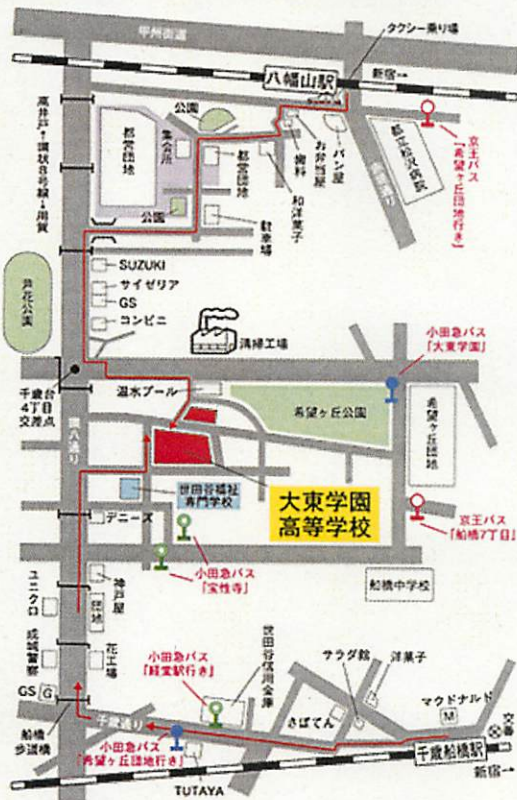 甲州街道
タクシー乗り場
八幡山駅
新宿→
公園
都営団地
集会所
都営団地
公園
歯科
お弁当屋
パン屋
和洋菓子
駐車場
都立松沢病院
京王バス
「希望ヶ丘団地行き」
高井戸↑環状8号線↓用賀
SUZUKI
サイゼリア
GS
コンビニ
芦花公園
清掃工場
小田急バス
「大東学園」
千歳台
4丁目
交差点
温水プール
希望ヶ丘公園
希望ヶ丘団地
環八通り
世田谷福祉
専門学校
大東学園
高等学校
デニーズ
京王バス
「船橋7丁目」
小田急バス
「宝性寺」
船橋中学校
ユニクロ
神戸屋
団地
成城警察
花工場
GS
G
小田急バス
「経堂駅行き」
世田谷信用金庫
サラダ館
洋菓子
さぼてん
マクドナルド
M
交番
千歳通り
船橋
歩道橋
小田急バス
「希望ヶ丘団地行き」
TUTAYA
千歳船橋駅
新宿→